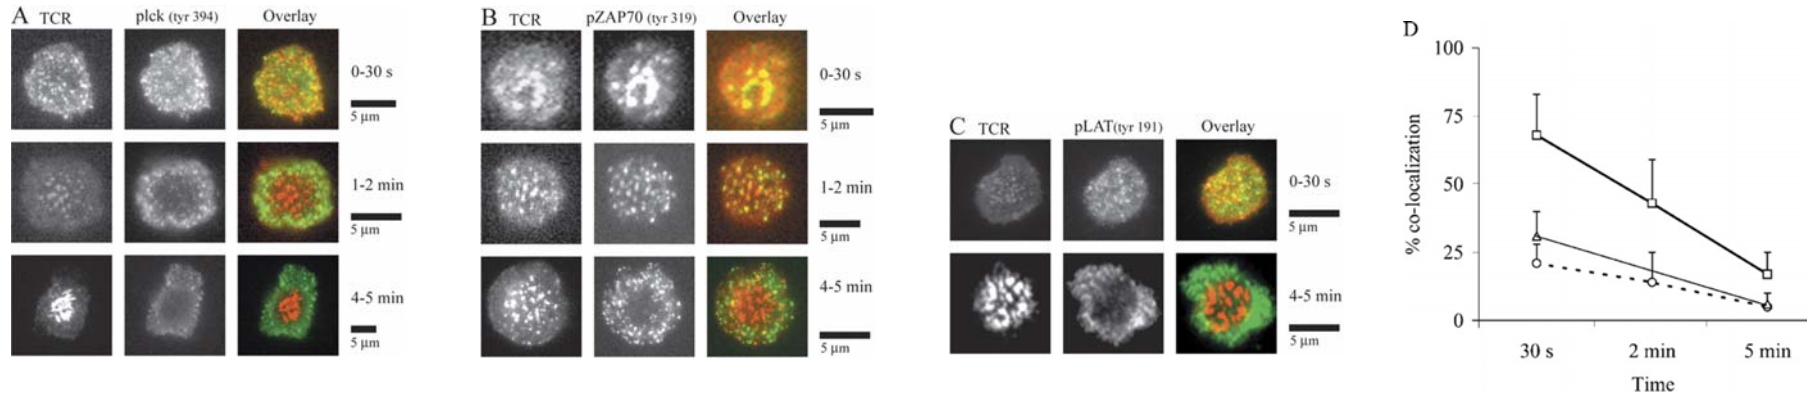 A TCR plck (tyr 394) Overlay
0-30 s
5 µm
1-2 min
5 µm
4-5 min
5 µm
B TCR pZAP70 (tyr 319) Overlay
0-30 s
5 µm
1-2 min
5 µm
4-5 min
5 µm
C TCR pLAT(tyr 191) Overlay
0-30 s
5 µm
4-5 min
5 µm
D
% co-localization
100
75
50
25
0
30 s 2 min 5 min
Time